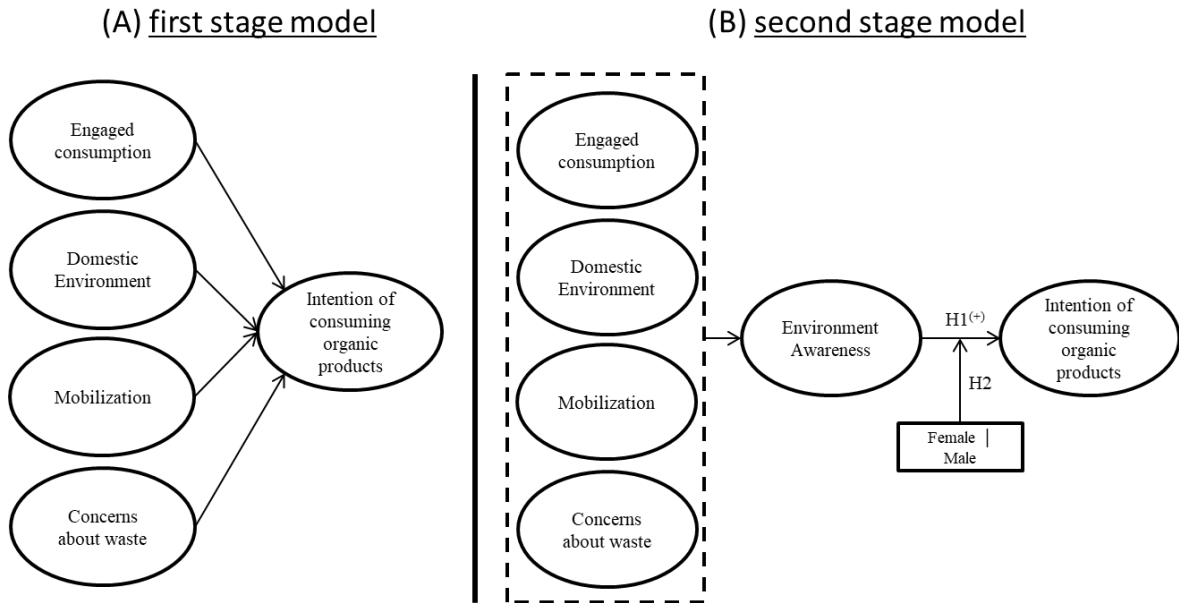 (A) first stage model
Engaged
consumption
Domestic
Environment
Mobilization
Concerns
about waste
Intention of
consuming
organic
products
(B) second stage model
Engaged
consumption
Domestic
Environment
Mobilization
Concerns
about waste
Environment
Awareness
H1(+)
H2
Female |
Male
Intention of
consuming
organic
products